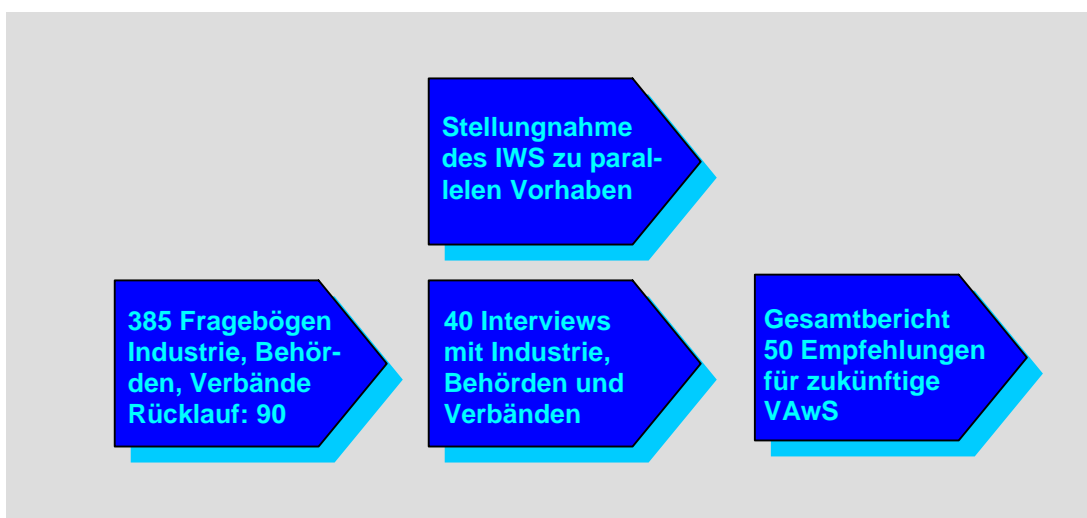 Stellungnahme
des IWS zu paral-
lelen Vorhaben
385 Fragebögen
Industrie, Behör-
den, Verbände
Rücklauf: 90
40 Interviews
mit Industrie,
Behörden und
Verbänden
Gesamtbericht
50 Empfehlungen
für zukünftige
VAwS